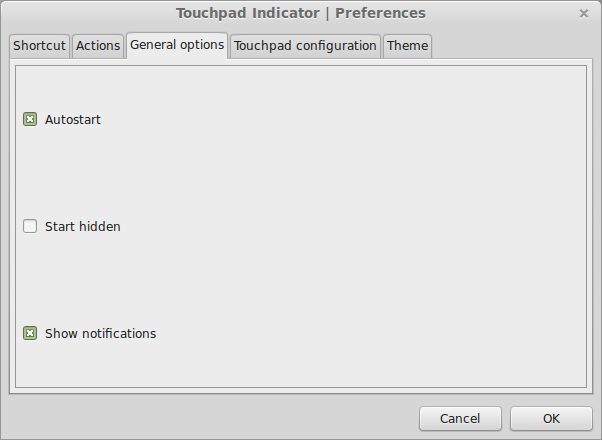 Touchpad Indicator | Preferences
Shortcut Actions General options Touchpad configuration Theme
Autostart
Start hidden
Show notifications
Cancel OK